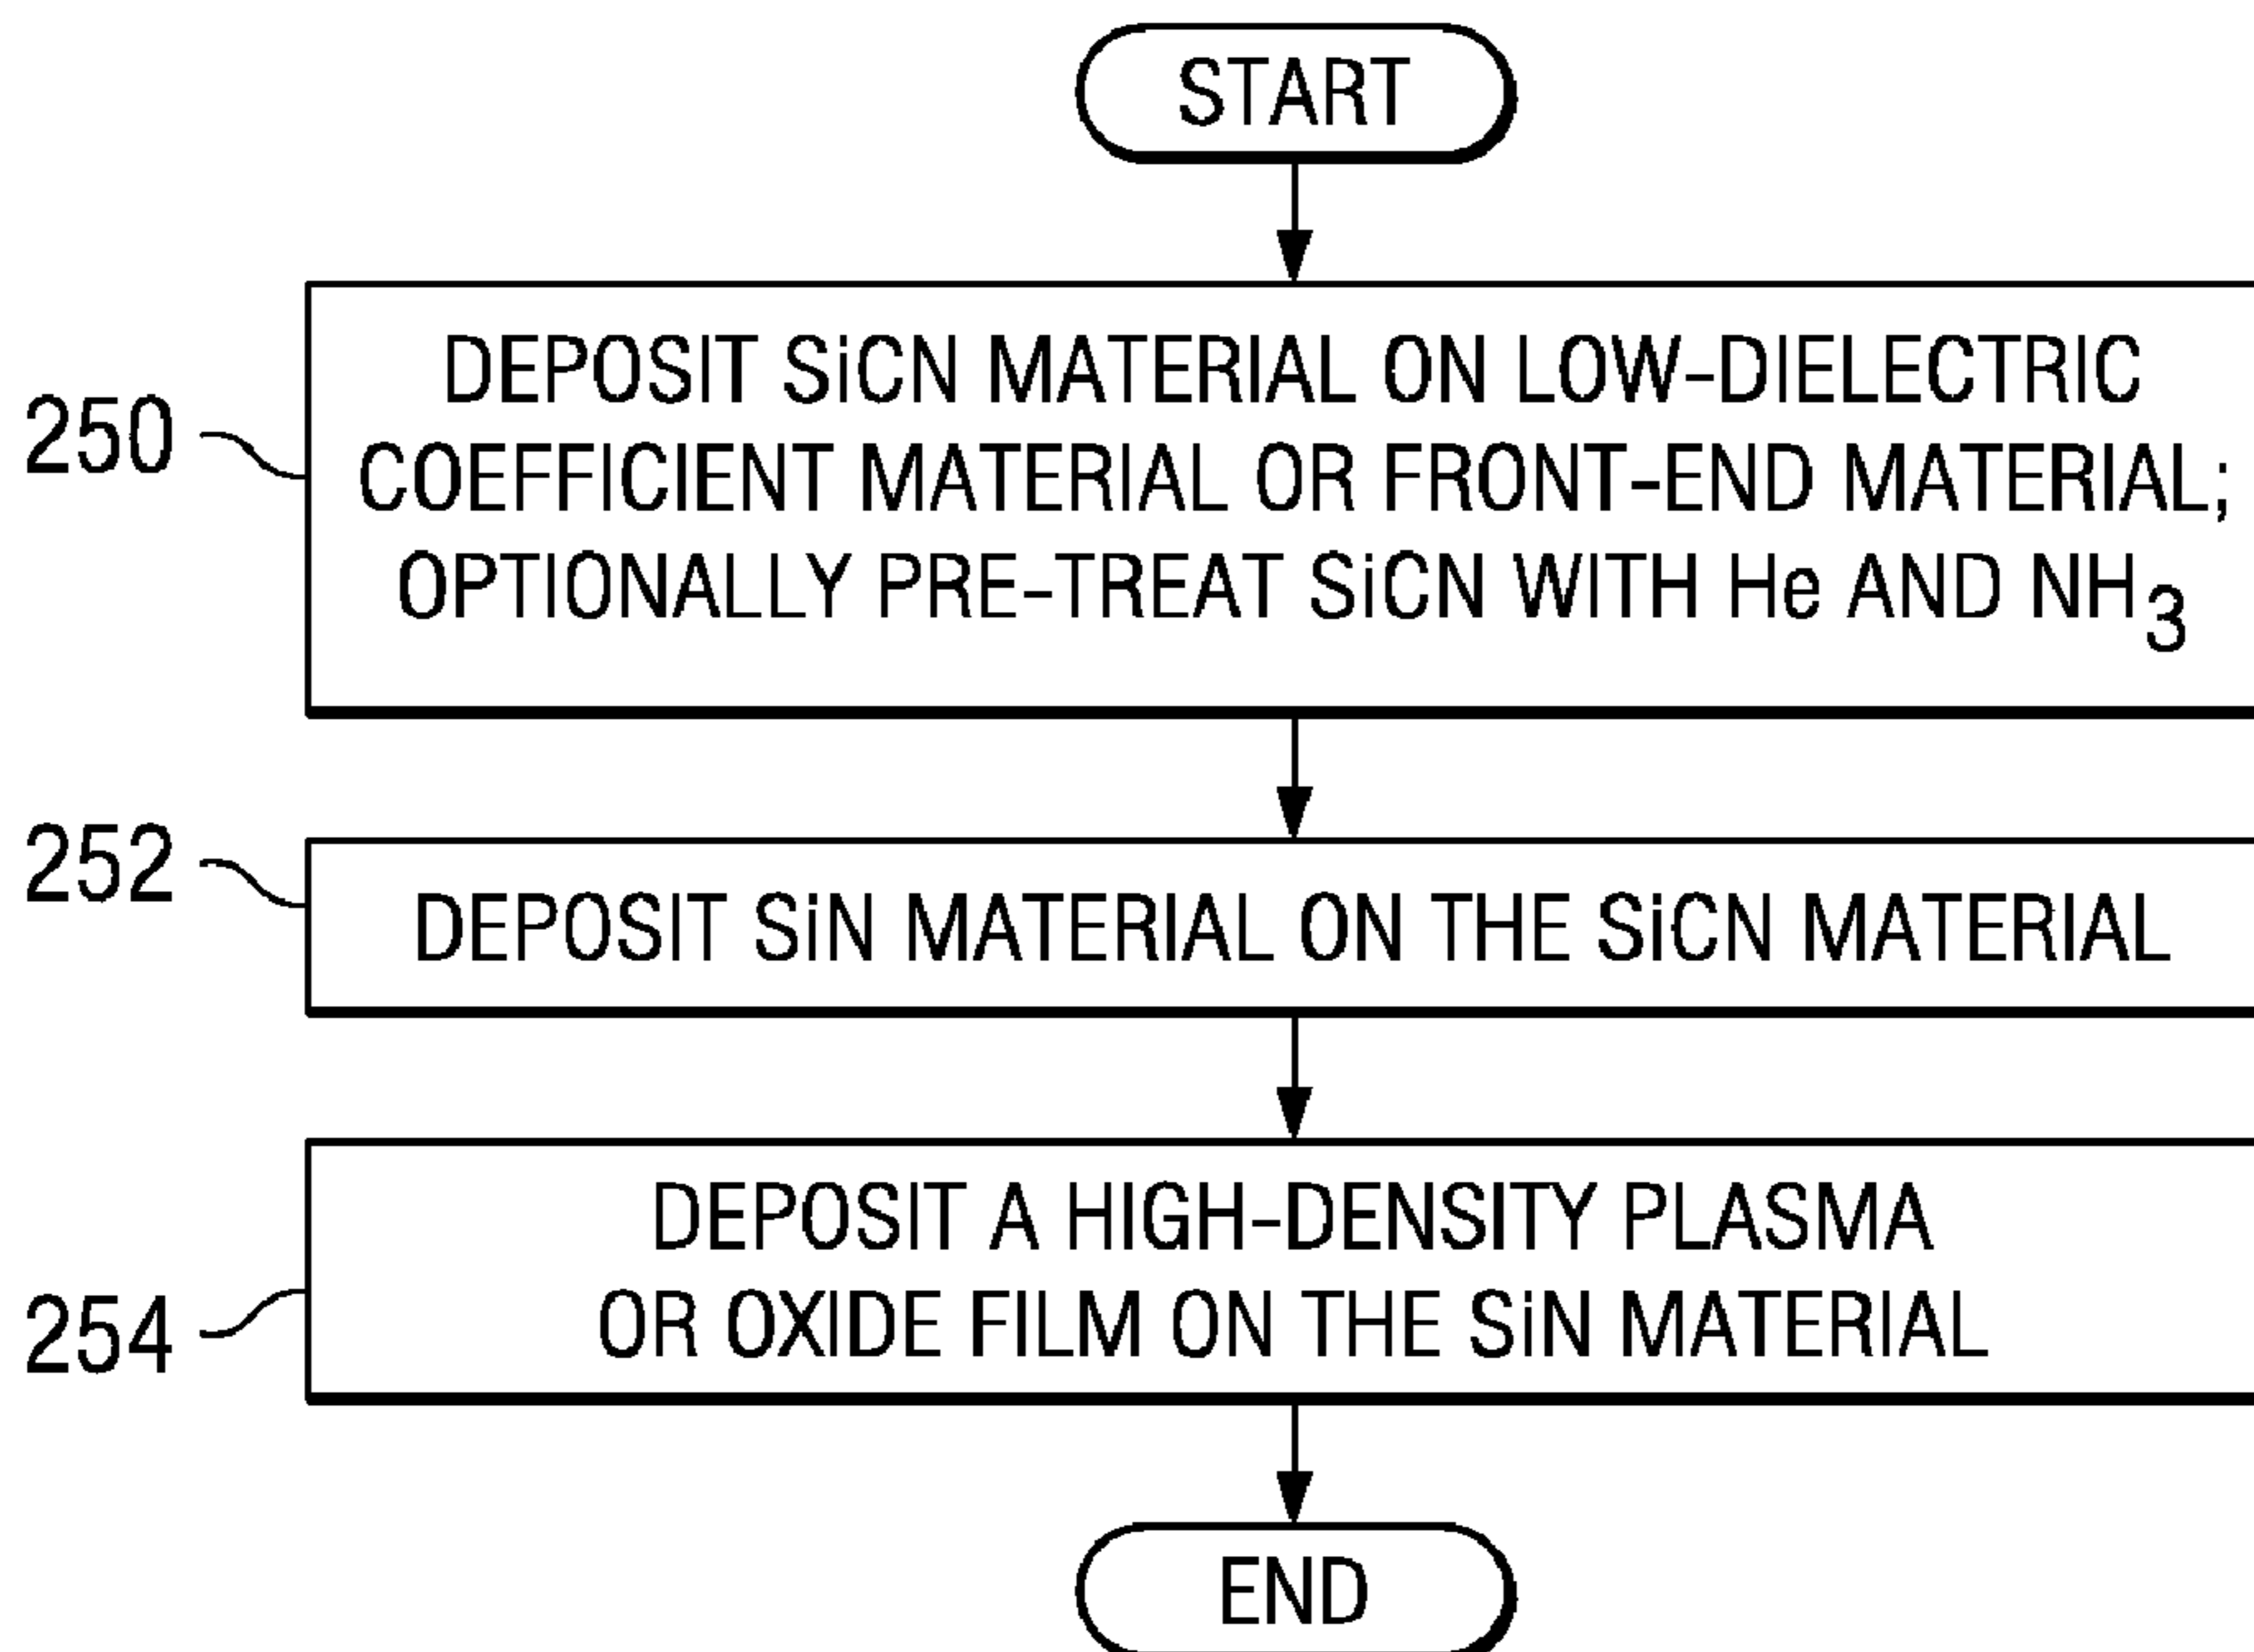 START
250
DEPOSIT SiCN MATERIAL ON LOW-DIELECTRIC
COEFFICIENT MATERIAL OR FRONT-END MATERIAL;
OPTIONALLY PRE-TREAT SiCN WITH He AND NH3
252
DEPOSIT SiN MATERIAL ON THE SiCN MATERIAL
254
DEPOSIT A HIGH-DENSITY PLASMA
OR OXIDE FILM ON THE SiN MATERIAL
END